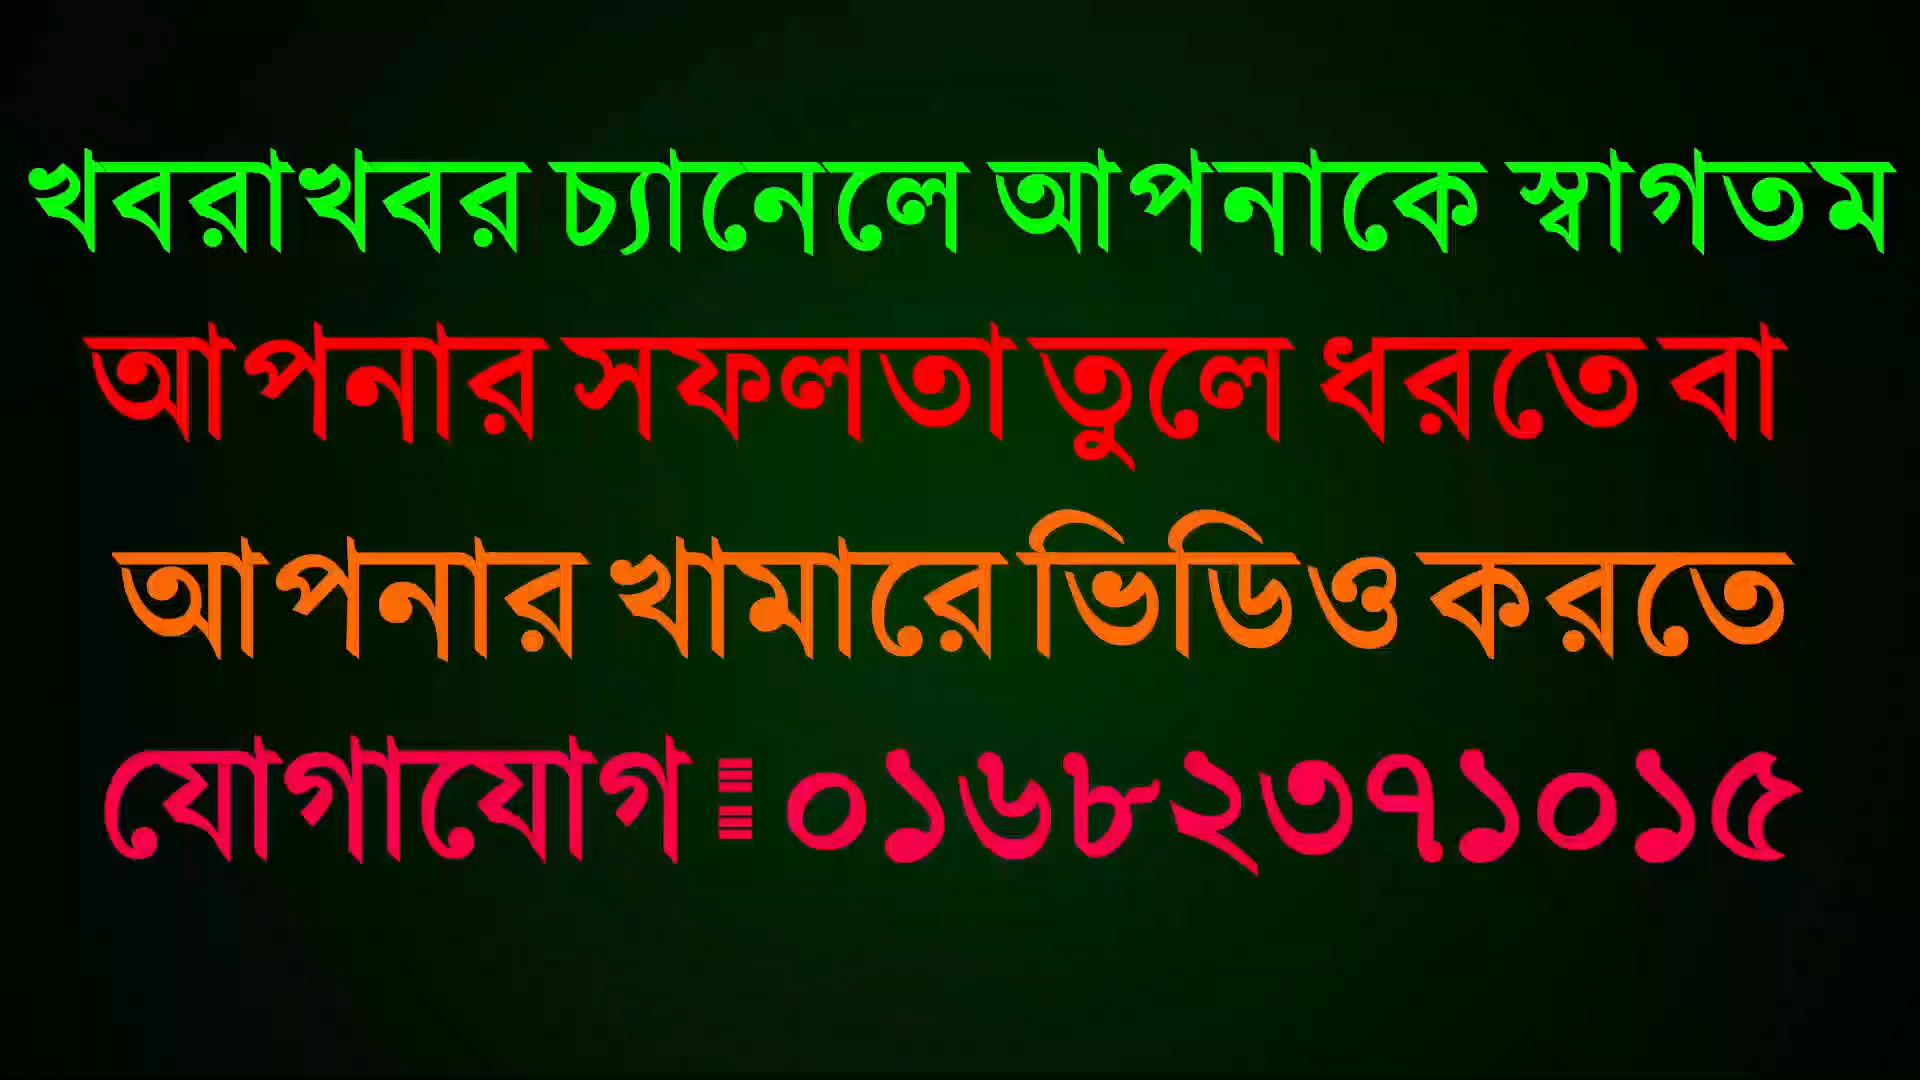 খবরাখবর চ্যানেলে আপনাকে স্বাগতম
আপনার সফলতা তুলে ধরতে বা
আপনার খামারে ভিডিও করতে
যোগাযোগ : ০১৬৮২৩৭১০১৫